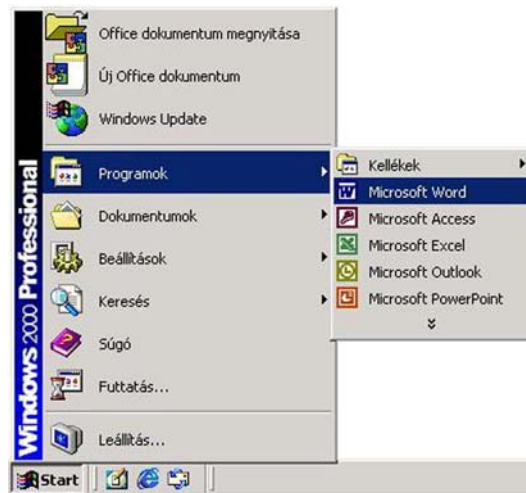 Office dokumentum megnyitása
Új Office dokumentum
Windows Update
Programok
Dokumentumok
Beállítások
Keresés
Súgó
Futtatás...
Leállítás...
Windows 2000 Professional
Kellékek
Microsoft Word
Microsoft Access
Microsoft Excel
Microsoft Outlook
Microsoft PowerPoint
Start